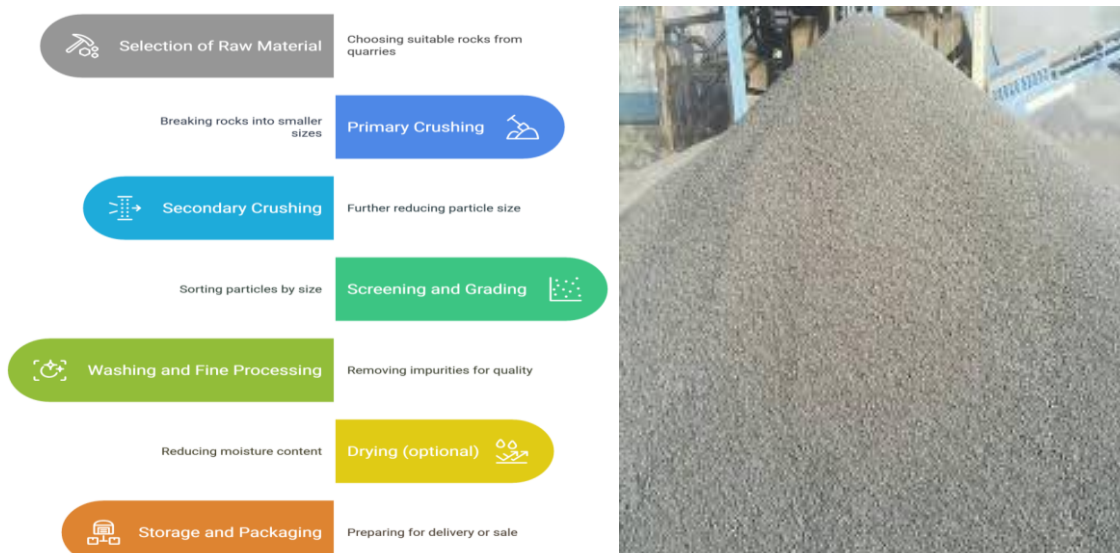 Selection of Raw Material
Choosing suitable rocks from
quarries
Breaking rocks into smaller
sizes
Primary Crushing
Secondary Crushing
Further reducing particle size
Sorting particles by size
Screening and Grading
Washing and Fine Processing
Removing impurities for quality
Reducing moisture content
Drying (optional)
Storage and Packaging
Preparing for delivery or sale